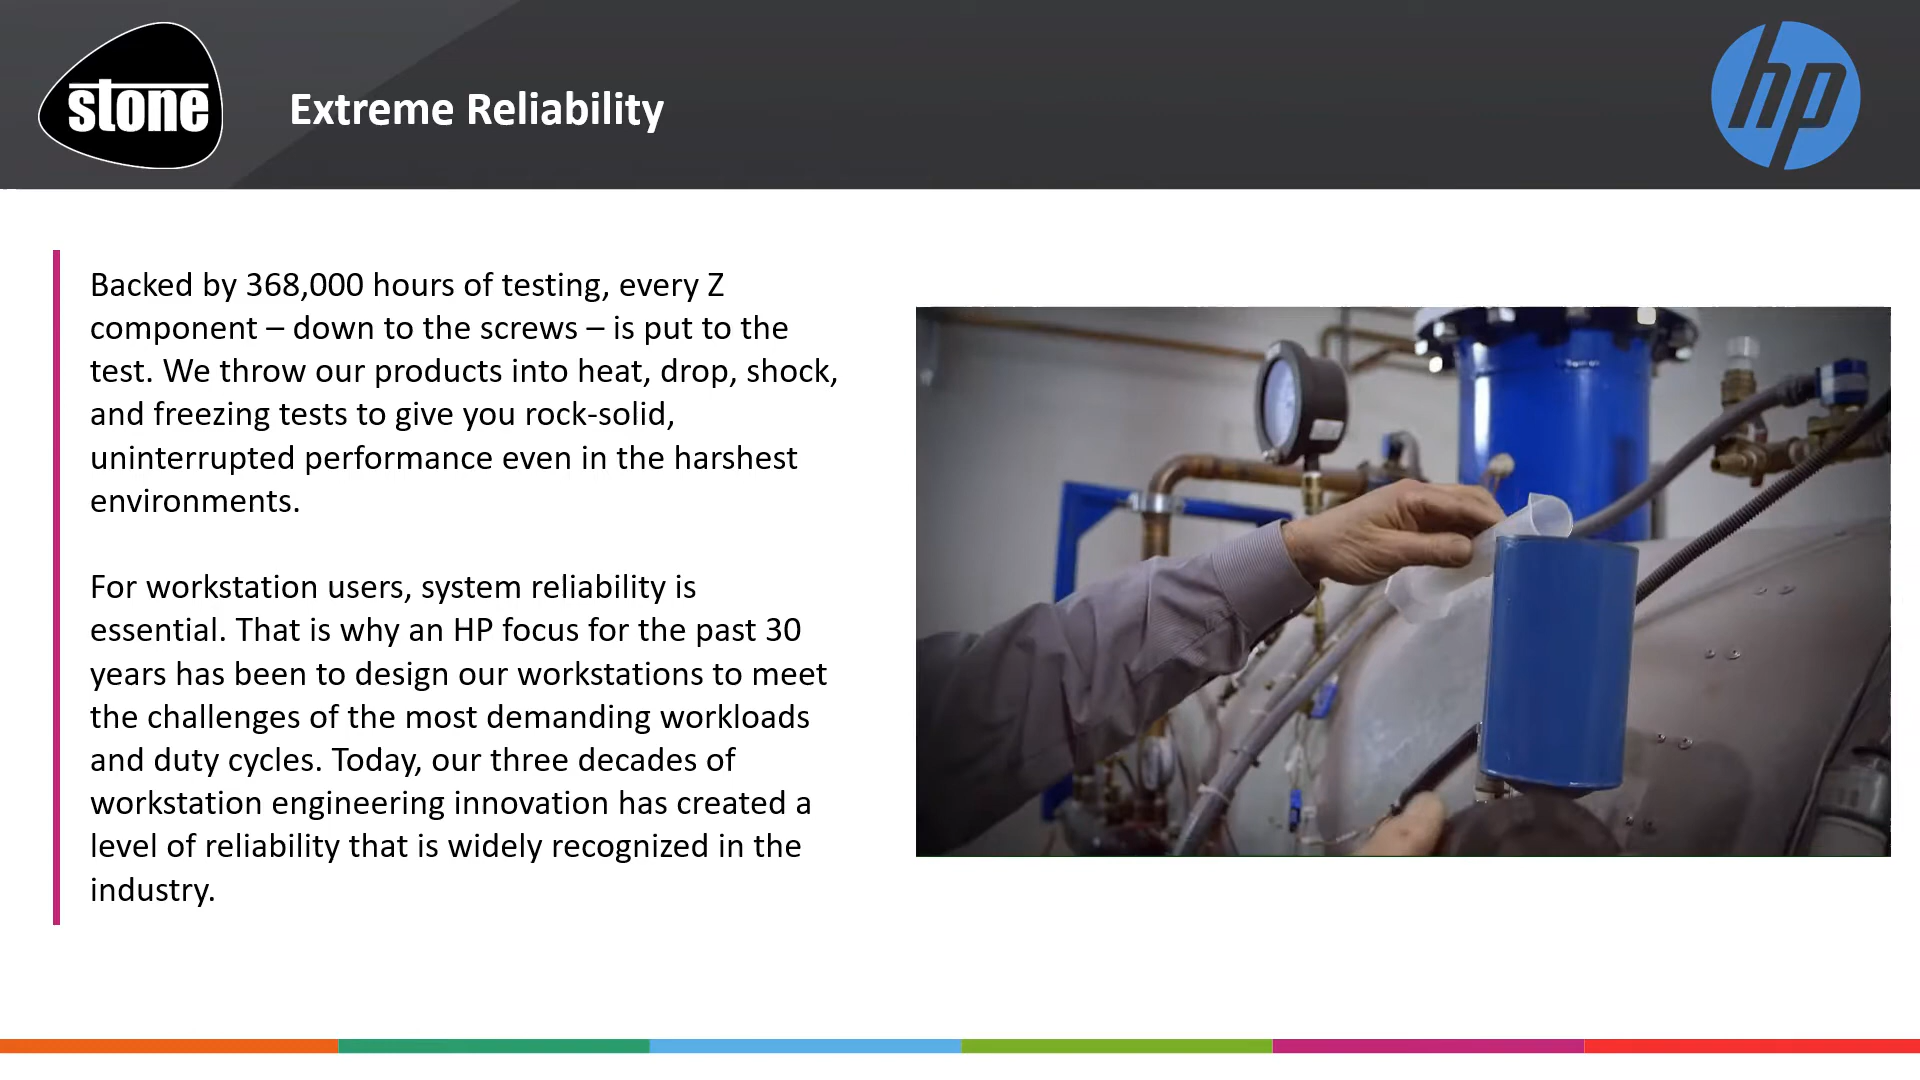 stone
Extreme Reliability
hp
Backed by 368,000 hours of testing, every Z
component – down to the screws – is put to the
test. We throw our products into heat, drop, shock,
and freezing tests to give you rock-solid,
uninterrupted performance even in the harshest
environments.
For workstation users, system reliability is
essential. That is why an HP focus for the past 30
years has been to design our workstations to meet
the challenges of the most demanding workloads
and duty cycles. Today, our three decades of
workstation engineering innovation has created a
level of reliability that is widely recognized in the
industry.